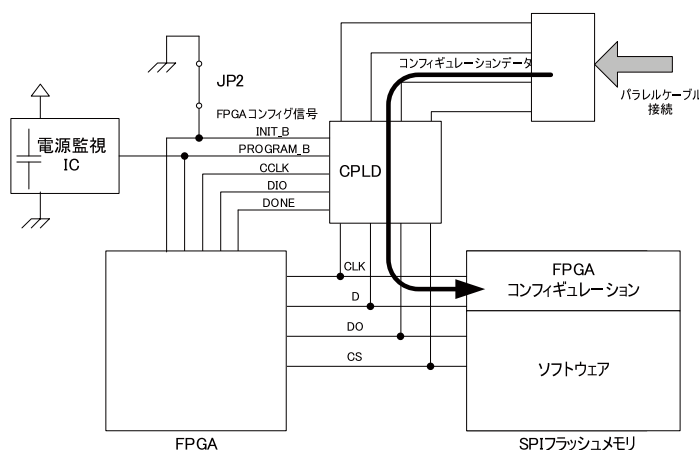 コンフィギュレーションデータ
パラレルケーブル
接続
JP2
FPGAコンフィグ信号
INIT_B
PROGRAM_B
CCLK
DIO
DONE
電源監視
IC
CPLD
CLK
D
DO
CS
FPGA
コンフィギュレーション
ソフトウェア
FPGA
SPIフラッシュメモリ